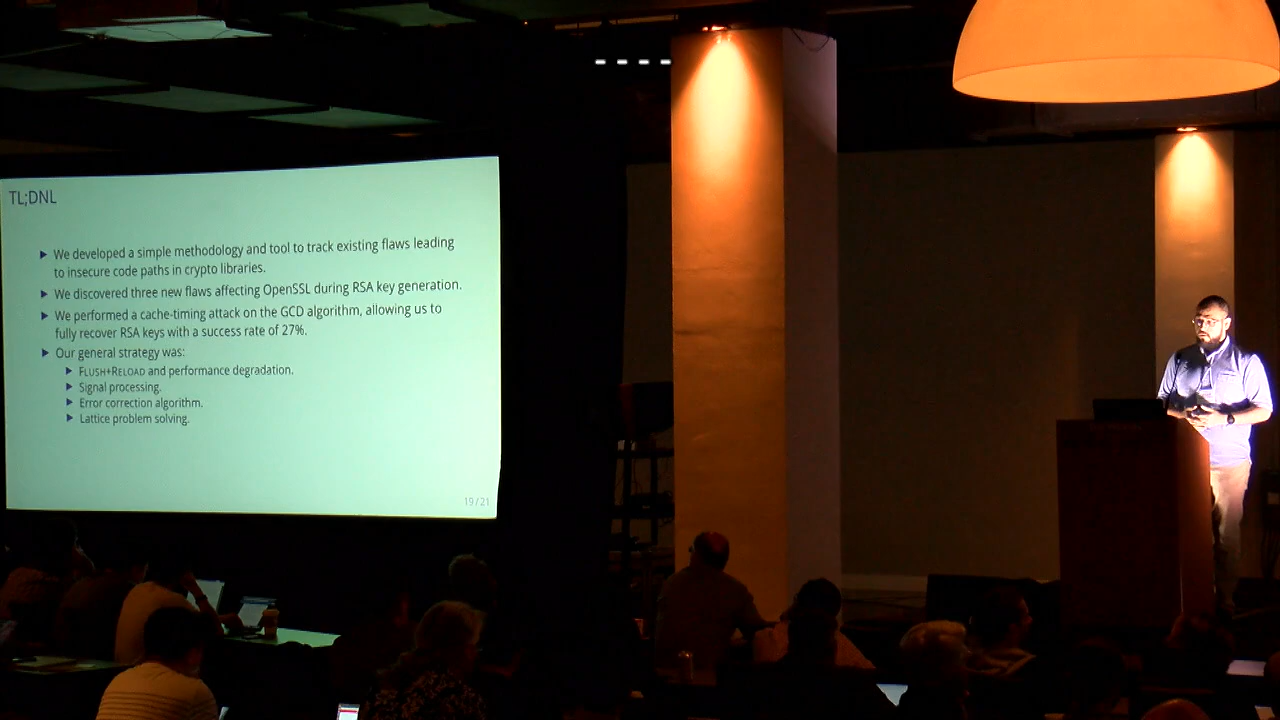 TL;DNL
▶ We developed a simple methodology and tool to track existing flaws leading
to insecure code paths in crypto libraries.
▶ We discovered three new flaws affecting OpenSSL during RSA key generation.
▶ We performed a cache-timing attack on the GCD algorithm, allowing us to
fully recover RSA keys with a success rate of 27%.
▶ Our general strategy was:
▶ FLUSH+RELOAD and performance degradation.
▶ Signal processing.
▶ Error correction algorithm.
▶ Lattice problem solving.
19/21